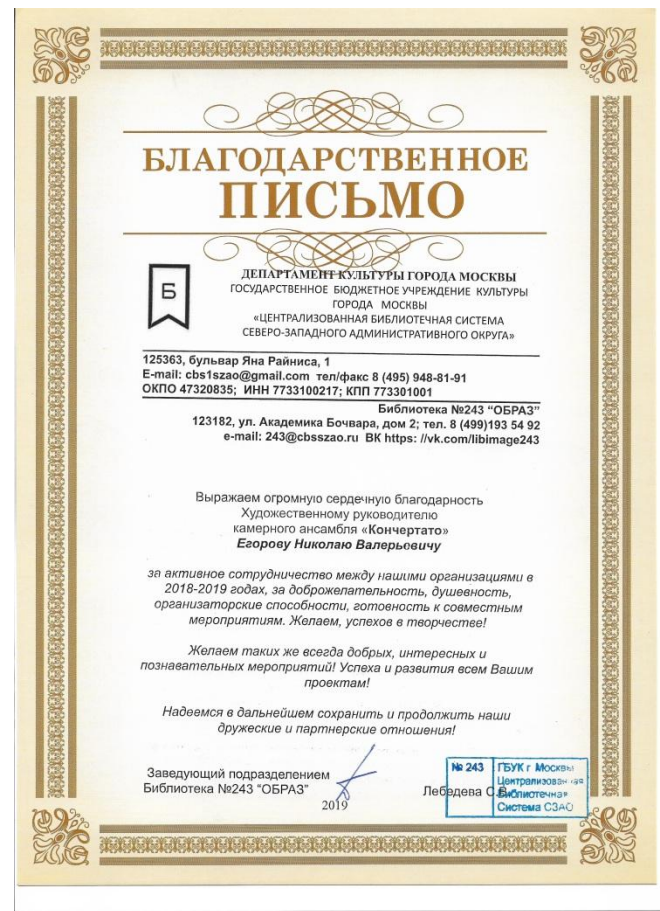 БЛАГОДАРСТВЕННОЕ
ПИСЬМО
Б
ДЕПАРТАМЕНТ КУЛЬТУРЫ ГОРОДА МОСКВЫ
ГОСУДАРСТВЕННОЕ БЮДЖЕТНОЕ УЧРЕЖДЕНИЕ КУЛЬТУРЫ
ГОРОДА МОСКВЫ
«ЦЕНТРАЛИЗОВАННАЯ БИБЛИОТЕЧНАЯ СИСТЕМА
СЕВЕРО-ЗАПАДНОГО АДМИНИСТРАТИВНОГО ОКРУГА»
125363, бульвар Яна Райниса, 1
E-mail: cbs1szao@gmail.com тел/факс 8 (495) 948-81-91
ОКПО 47320835; ИНН 7733100217; КПП 773301001
Библиотека №243 “ОБРАЗ”
123182, ул. Академика Бочвара, дом 2; тел. 8 (499)193 54 92
e-mail: 243@cbsszao.ru ВК https: //vk.com/libimage243
Выражаем огромную сердечную благодарность
Художественному руководителю
камерного ансамбля «Кончертато»
Егорову Николаю Валерьевичу
за активное сотрудничество между нашими организациями в
2018-2019 годах, за доброжелательность, душевность,
организаторские способности, готовность к совместным
мероприятиям. Желаем, успехов в творчестве!
Желаем таких же всегда добрых, интересных и
познавательных мероприятий! Успеха и развития всем Вашим
проектам!
Надеемся в дальнейшем сохранить и продолжить наши
дружеские и партнерские отношения!
Заведующий подразделением
Библиотека №243 “ОБРАЗ”
Лебедева С.В.
2019
№ 243
ГБУК г Москвы
Централизованная
Библиотечная
Система СЗАО